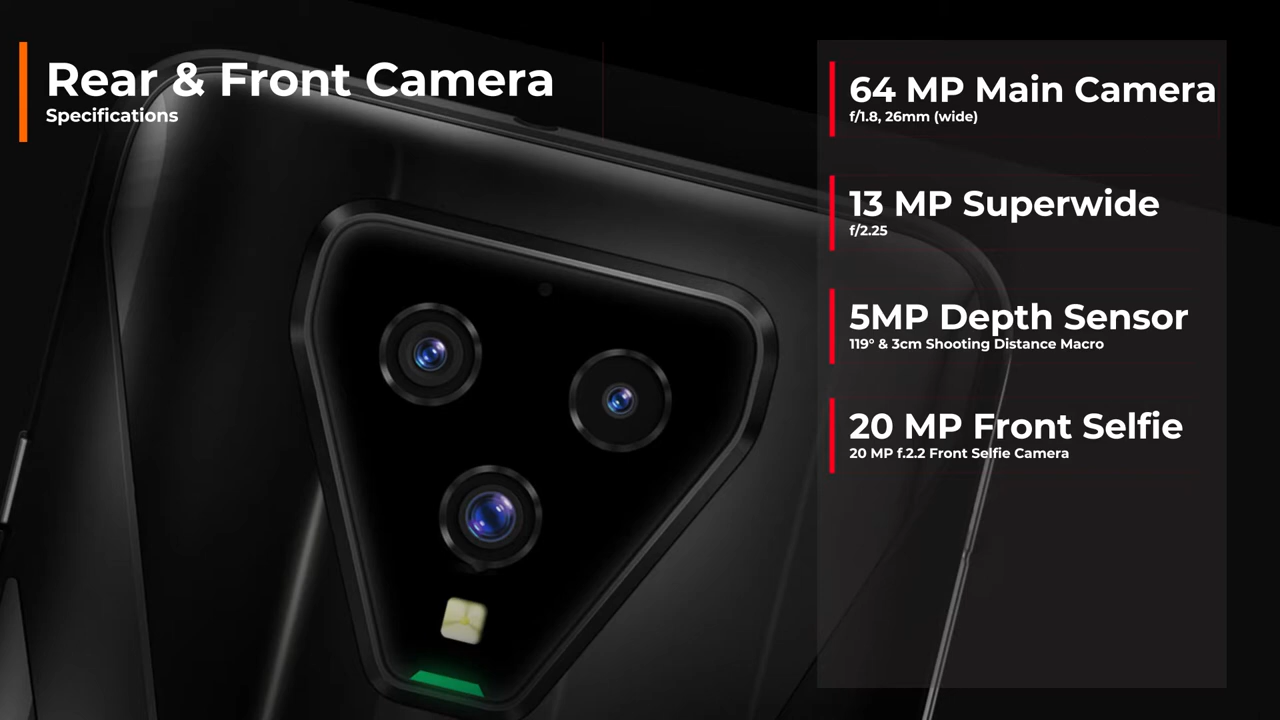 Rear & Front Camera
Specifications
64 MP Main Camera
f/1.8, 26mm (wide)
13 MP Superwide
f/2.25
5MP Depth Sensor
119° & 3cm Shooting Distance Macro
20 MP Front Selfie
20 MP f.2.2 Front Selfie Camera